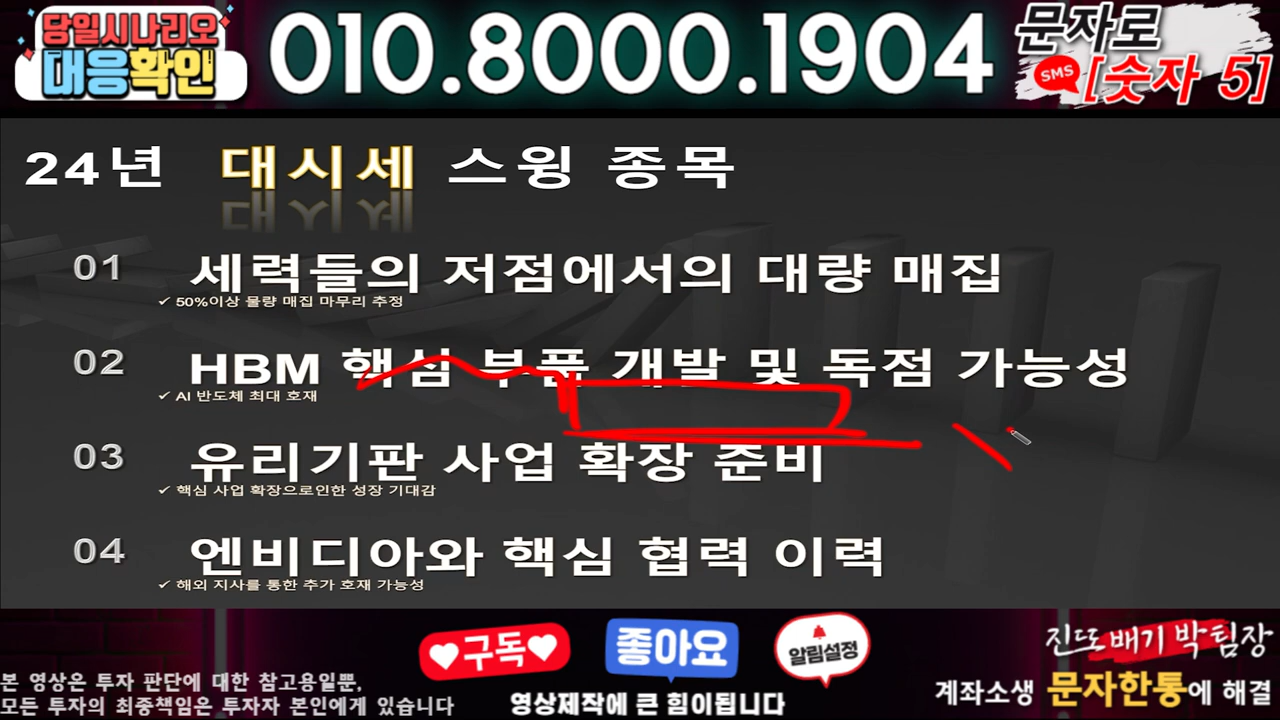 당일시나리오
대응확인
010.8000.1904
문자로
SMS
[숫자 5]
24년 대시세 스윙 종목
01 세력들의 저점에서의 대량 매집
✓ 50%이상 물량 매집 마무리 추정
02 HBM 핵심 부품 개발 및 독점 가능성
✓ AI 반도체 최대 호재
03 유리기판 사업 확장 준비
✓ 핵심 사업 확장으로인한 성장 기대감
04 엔비디아와 핵심 협력 이력
✓ 해외 지사를 통한 추가 호재 가능성
구독
좋아요
알림설정
영상제작에 큰 힘이됩니다
본 영상은 투자 판단에 대한 참고용일뿐,
모든 투자의 최종책임은 투자자 본인에게 있습니다
진또배기 박팀장
계좌소생 문자한통에 해결